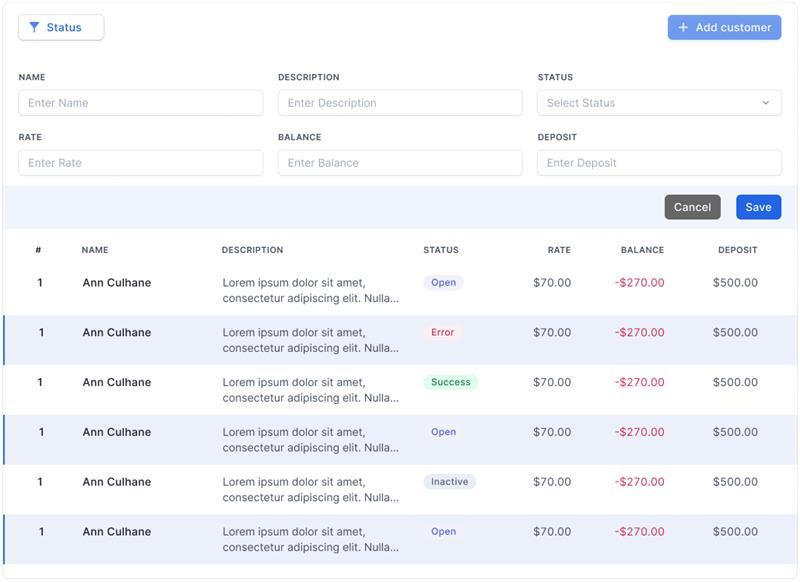 Status
+ Add customer
NAME DESCRIPTION STATUS
Enter Name Enter Description Select Status
RATE BALANCE DEPOSIT
Enter Rate Enter Balance Enter Deposit
Cancel Save
# NAME DESCRIPTION STATUS RATE BALANCE DEPOSIT
1 Ann Culhane Lorem ipsum dolor sit amet, Open $70.00 -$270.00 $500.00
consectetur adipiscing elit. Nulla...
1 Ann Culhane Lorem ipsum dolor sit amet, Error $70.00 -$270.00 $500.00
consectetur adipiscing elit. Nulla...
1 Ann Culhane Lorem ipsum dolor sit amet, Success $70.00 -$270.00 $500.00
consectetur adipiscing elit. Nulla...
1 Ann Culhane Lorem ipsum dolor sit amet, Open $70.00 -$270.00 $500.00
consectetur adipiscing elit. Nulla...
1 Ann Culhane Lorem ipsum dolor sit amet, Inactive $70.00 -$270.00 $500.00
consectetur adipiscing elit. Nulla...
1 Ann Culhane Lorem ipsum dolor sit amet, Open $70.00 -$270.00 $500.00
consectetur adipiscing elit. Nulla...